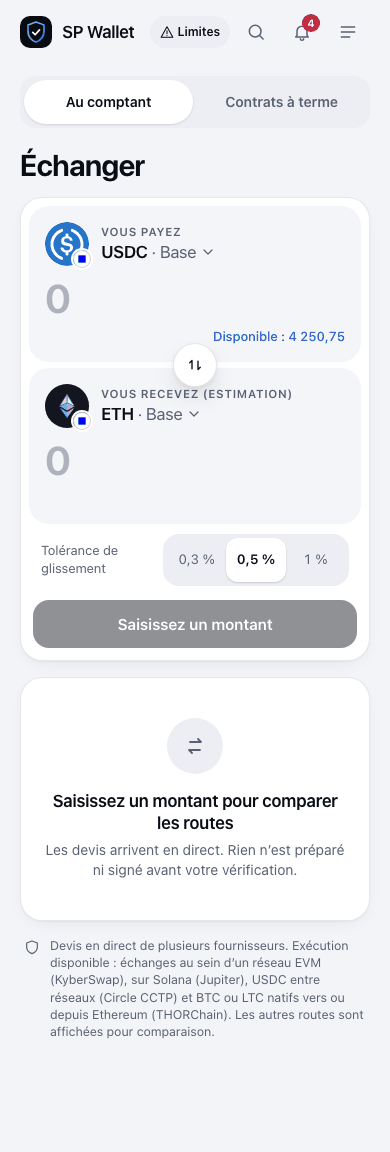 SP Wallet
Limites
4
Au comptant
Contrats à terme
Échanger
VOUS PAYEZ
USDC · Base
0
Disponible : 4 250,75
VOUS RECEVEZ (ESTIMATION)
ETH · Base
0
Tolérance de
glissement
0,3 %
0,5 %
1 %
Saisissez un montant
Saisissez un montant pour comparer
les routes
Les devis arrivent en direct. Rien n’est préparé
ni signé avant votre vérification.
Devis en direct de plusieurs fournisseurs. Exécution
disponible : échanges au sein d’un réseau EVM
(KyberSwap), sur Solana (Jupiter), USDC entre
réseaux (Circle CCTP) et BTC ou LTC natifs vers ou
depuis Ethereum (THORChain). Les autres routes sont
affichées pour comparaison.